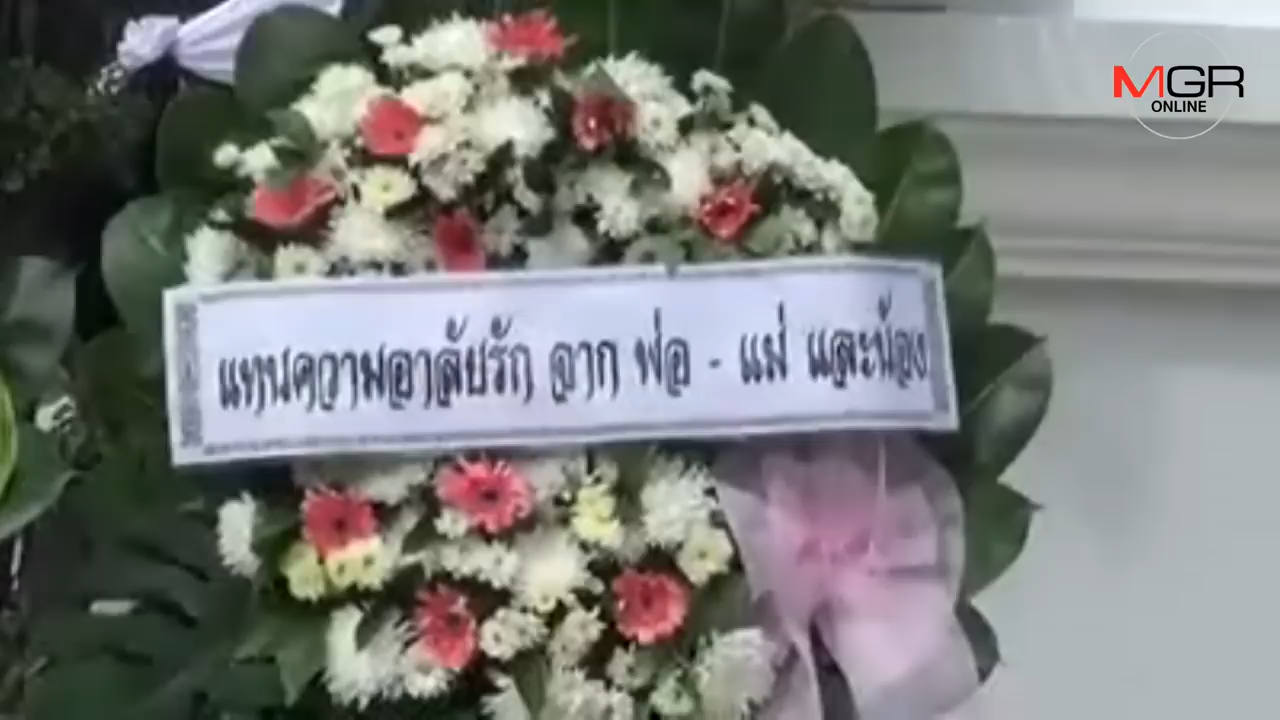 MGR
ONLINE
แทนความอาลัยรัก จาก พ่อ - แม่ และน้อง